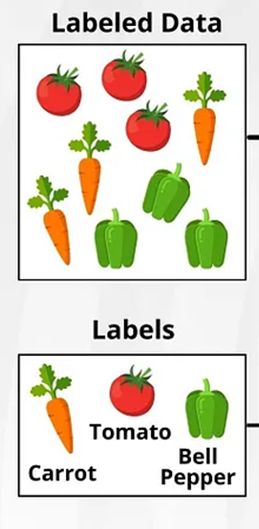 Labeled Data
Labels
Tomato
Carrot
Bell
Pepper